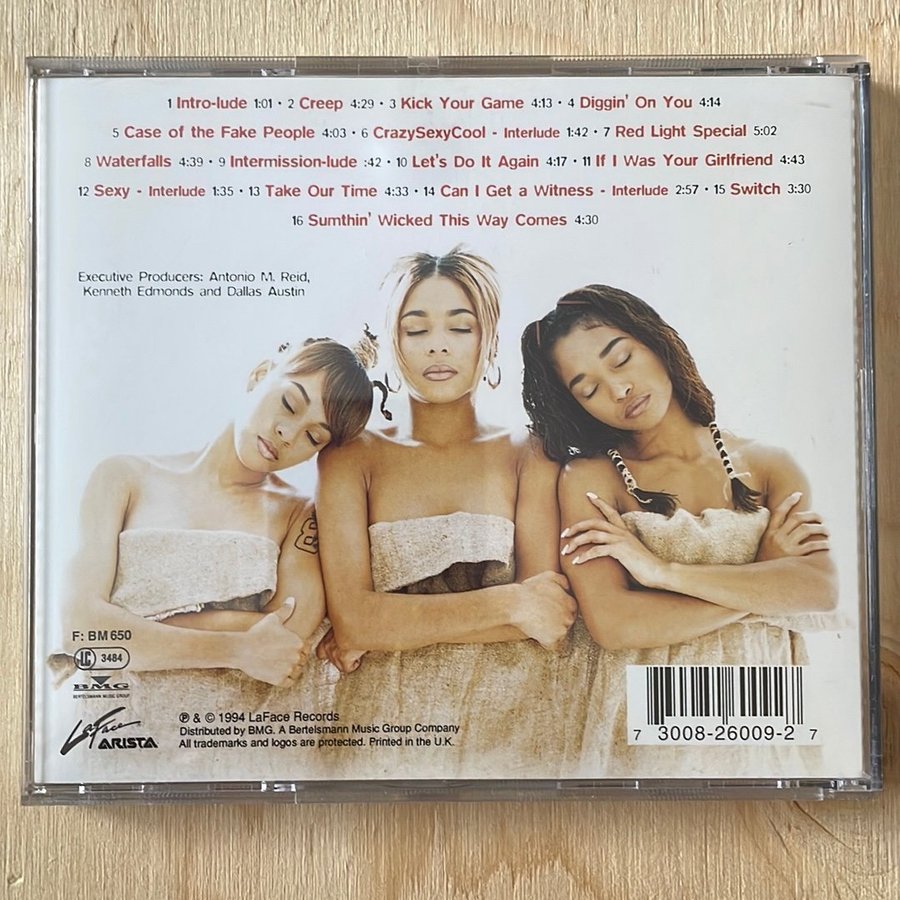 1 Intro-lude 1:01 • 2 Creep 4:29 • 3 Kick Your Game 4:13 • 4 Diggin' On You 4:14
5 Case of the Fake People 4:03 • 6 CrazySexyCool - Interlude 1:42 • 7 Red Light Special 5:02
8 Waterfalls 4:39 • 9 Intermission-lude :42 • 10 Let's Do It Again 4:17 • 11 If I Was Your Girlfriend 4:43
12 Sexy - Interlude 1:35 • 13 Take Our Time 4:33 • 14 Can I Get a Witness - Interlude 2:57 • 15 Switch 3:30
16 Sumthin' Wicked This Way Comes 4:30
Executive Producers: Antonio M. Reid,
Kenneth Edmonds and Dallas Austin
F: BM 650
LC 3484
BMG
BERTELSMANN MUSIC GROUP
LaFace
ARISTA
℗ & © 1994 LaFace Records
Distributed by BMG. A Bertelsmann Music Group Company
All trademarks and logos are protected. Printed in the U.K.
7 3008-26009-2 7